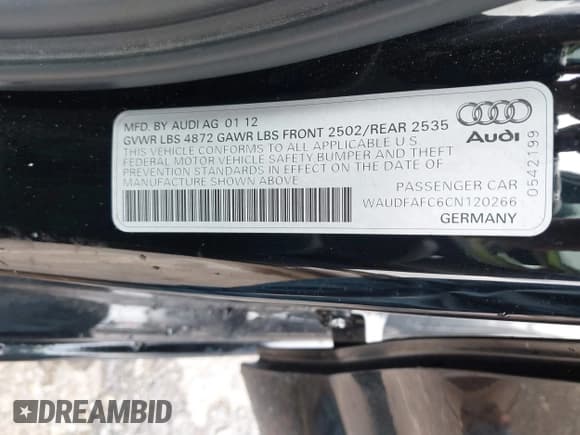 MFD. BY AUDI AG 01 12
GVWR LBS 4872 GAWR LBS FRONT 2502/REAR 2535
THIS VEHICLE CONFORMS TO ALL APPLICABLE U S
FEDERAL MOTOR VEHICLE SAFETY BUMPER AND THEFT
PREVENTION STANDARDS IN EFFECT ON THE DATE OF
MANUFACTURE SHOWN ABOVE
PASSENGER CAR
WAUDFAFC6CN120266
GERMANY
Audi
0542199
DREAMBID